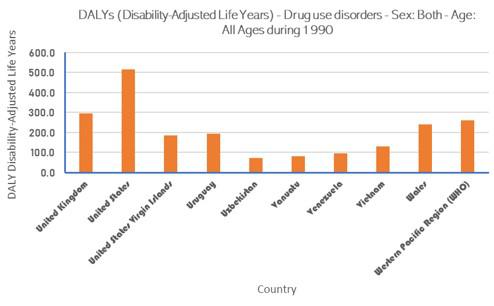 DALYs (Disability-Adjusted Life Years) - Drug use disorders - Sex: Both - Age:
All Ages during 1990
DALY Disability-Adjusted Life Years
600.0
500.0
400.0
300.0
200.0
100.0
0.0
United Kingdom
United States
United States Virgin Islands
Uruguay
Uzbekistan
Vanuatu
Venezuela
Vietnam
Wales
Western Pacific Region (WHO)
Country